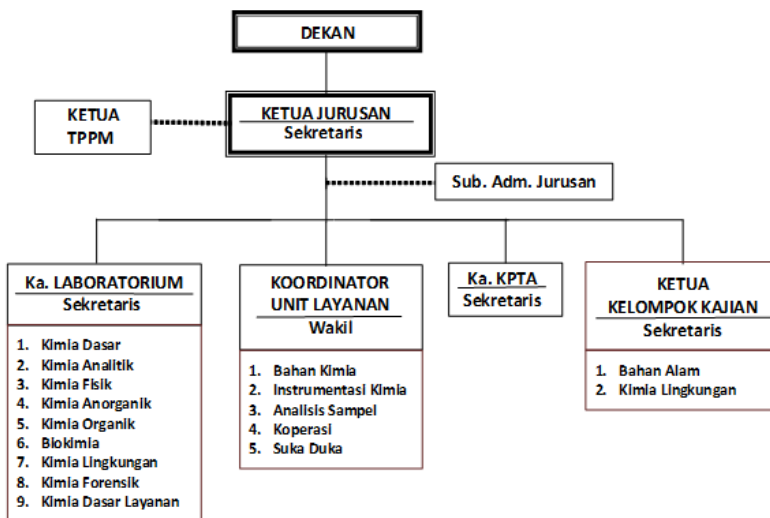 DEKAN
KETUA JURUSAN
Sekretaris
KETUA
TPPM
Sub. Adm. Jurusan
Ka. LABORATORIUM
Sekretaris
1. Kimia Dasar
2. Kimia Analitik
3. Kimia Fisik
4. Kimia Anorganik
5. Kimia Organik
6. Biokimia
7. Kimia Lingkungan
8. Kimia Forensik
9. Kimia Dasar Layanan
KOORDINATOR
UNIT LAYANAN
Wakil
1. Bahan Kimia
2. Instrumentasi Kimia
3. Analisis Sampel
4. Koperasi
5. Suka Duka
Ka. KPTA
Sekretaris
KETUA
KELOMPOK KAJIAN
Sekretaris
1. Bahan Alam
2. Kimia Lingkungan